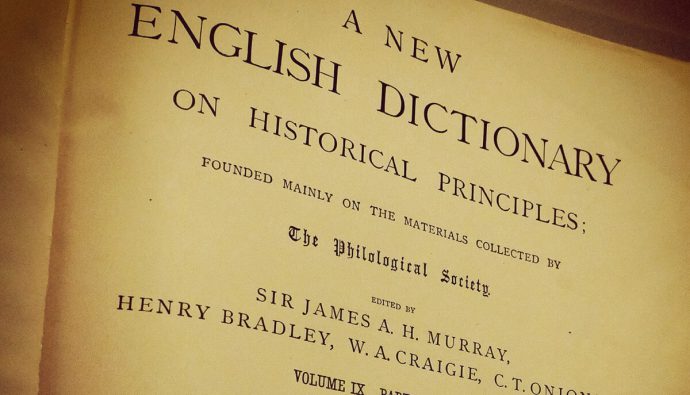 A NEW
ENGLISH DICTIONARY
ON HISTORICAL PRINCIPLES;
FOUNDED MAINLY ON THE MATERIALS COLLECTED BY
The Philological Society.
EDITED BY
SIR JAMES A. H. MURRAY,
HENRY BRADLEY, W. A. CRAIGIE, C. T. ONION
VOLUME IX